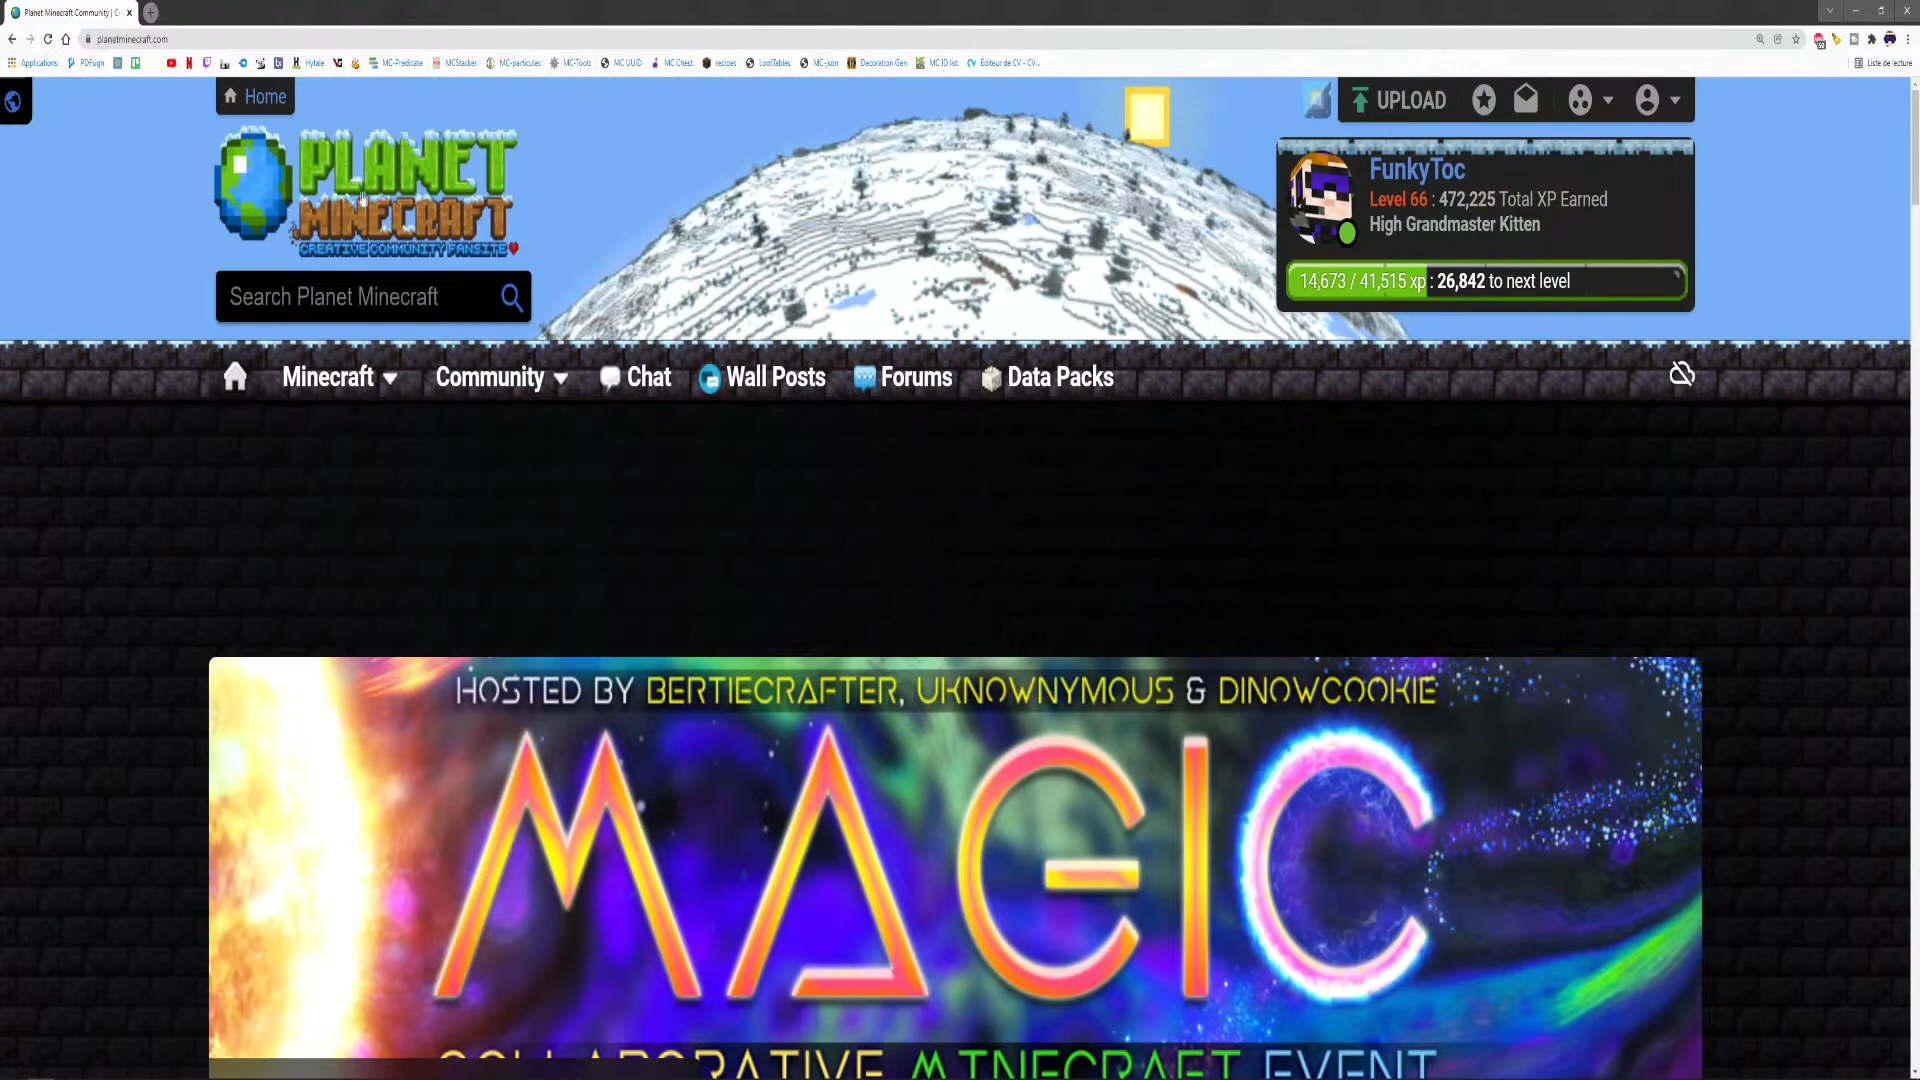 Planet Minecraft Community | C
planetminecraft.com
Applications PDFsign Hytale MC-Predicate MCStacker MC-particules MC-Tools MC UUID MC Chest recipes LootTables MC-json Decoration Gen MC ID list Éditeur de CV - CV... Liste de lecture
Home
UPLOAD
PLANET
MINECRAFT
CREATIVE COMMUNITY FANSITE
FunkyToc
Level 66 : 472,225 Total XP Earned
High Grandmaster Kitten
14,673 / 41,515 xp : 26,842 to next level
Search Planet Minecraft
Minecraft Community Chat Wall Posts Forums Data Packs
HOSTED BY BERTIECRAFTER, UKNOWNYMOUS & DINOWCOOKIE
MAGIC
COLLABORATIVE MINECRAFT EVENT